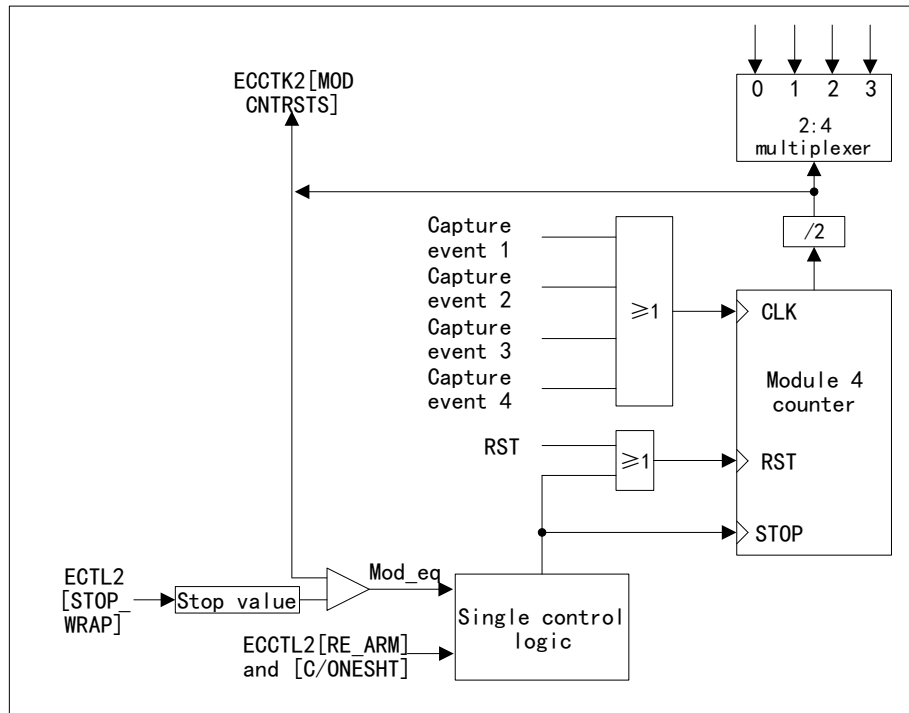 ECCTK2[MOD
CNTRSTS]
0 1 2 3
2:4
multiplexer
/2
Capture
event 1
Capture
event 2
Capture
event 3
Capture
event 4
≥1
CLK
Module 4
counter
RST
≥1
RST
STOP
ECTL2
[STOP_
WRAP]
Stop value
Mod_eq
Single control
logic
ECCTL2[RE_ARM]
and [C/ONESHT]